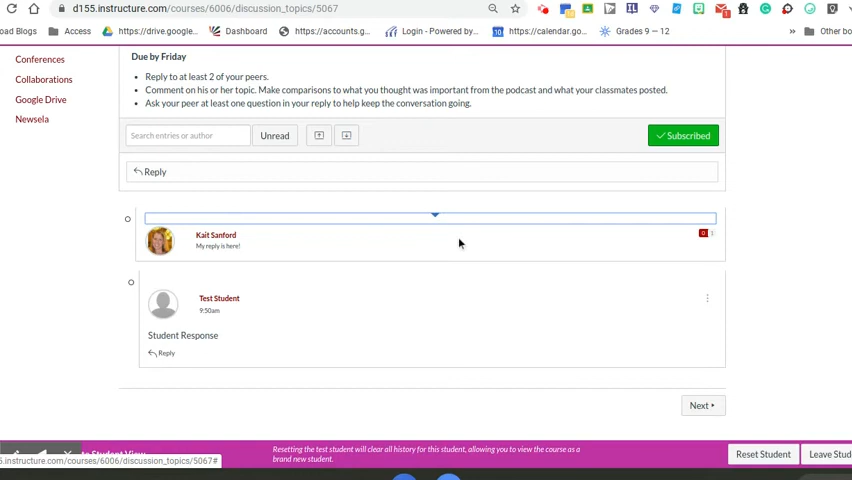 d155.instructure.com/courses/6006/discussion_topics/5067
oad Blogs Access https://drive.google... Dashboard https://accounts.g... Login - Powered by... https://calendar.go... Grades 9 — 12 » Other bo
Conferences
Collaborations
Google Drive
Newsela
Due by Friday
• Reply to at least 2 of your peers.
• Comment on his or her topic. Make comparisons to what you thought was important from the podcast and what your classmates posted.
• Ask your peer at least one question in your reply to help keep the conversation going.
Search entries or author Unread Subscribed
Reply
Kait Sanford
My reply is here!
0 1
Test Student
9:50am
Student Response
Reply
Next
to Student View
Resetting the test student will clear all history for this student, allowing you to view the course as a
brand new student.
Reset Student Leave Stud
5.instructure.com/courses/6006/discussion_topics/5067#